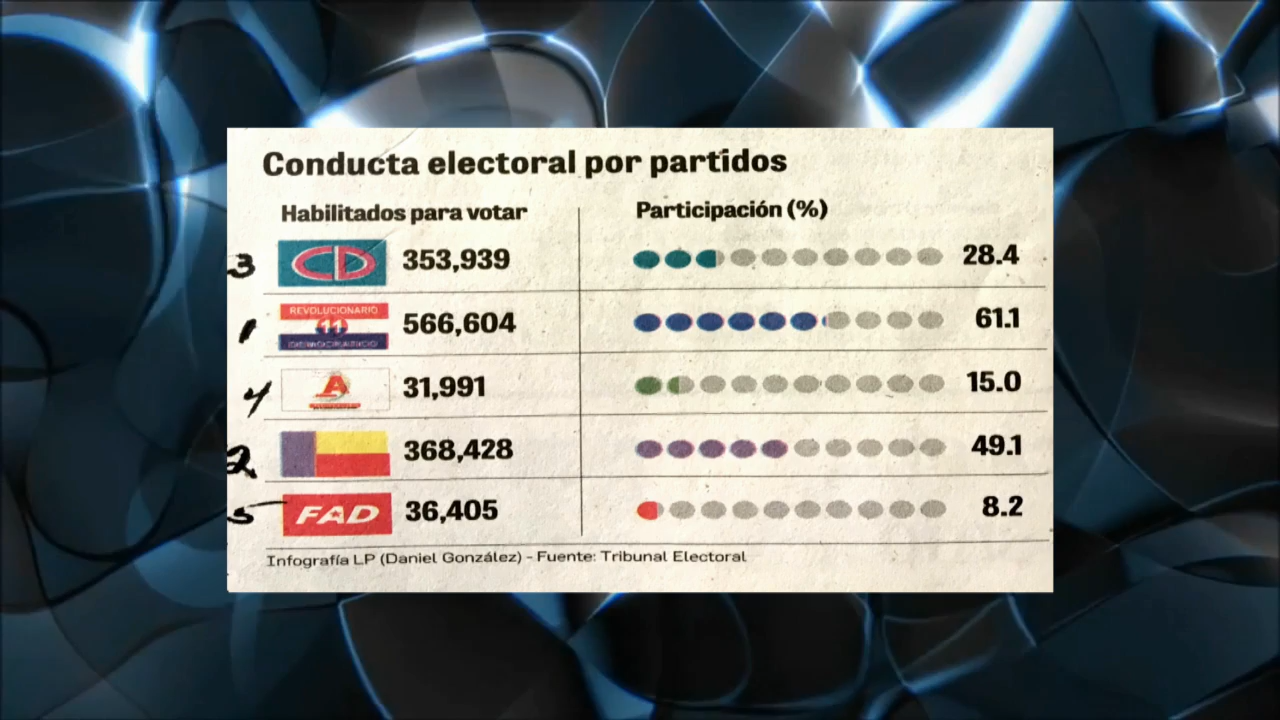 Conducta electoral por partidos
Habilitados para votar Participación (%)
3 CD 353,939 28.4
REVOLUCIONARIO
1 11 566,604 61.1
DEMOCRATICO
4 A 31,991 15.0
2 368,428 49.1
5 FAD 36,405 8.2
Infografía LP (Daniel González) - Fuente: Tribunal Electoral